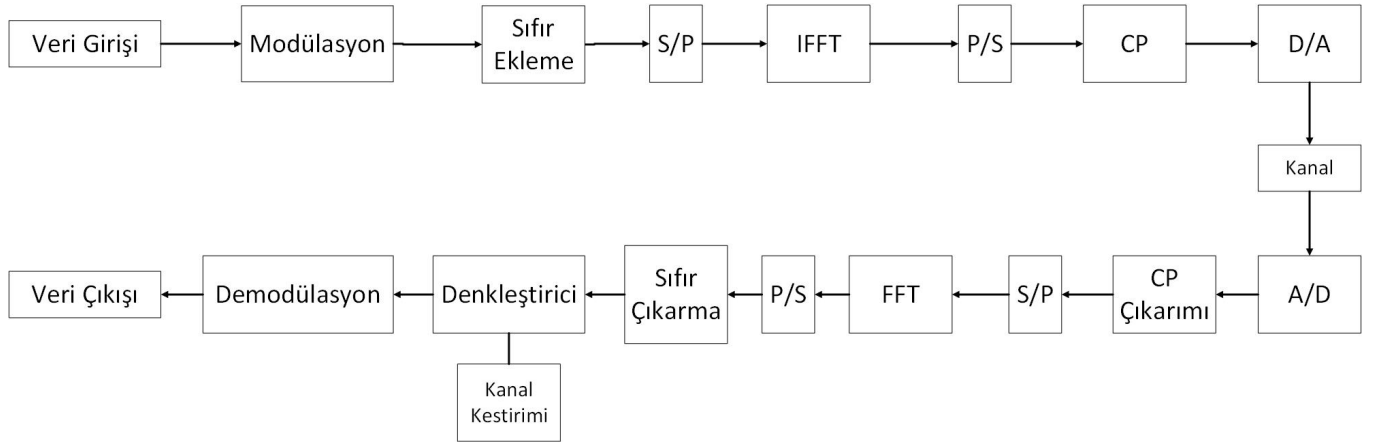 Veri Girişi
Modülasyon
Sıfır
Ekleme
S/P
IFFT
P/S
CP
D/A
Kanal
Veri Çıkışı
Demodülasyon
Denkleştirici
Sıfır
Çıkarma
P/S
FFT
S/P
CP
Çıkarımı
A/D
Kanal
Kestirimi